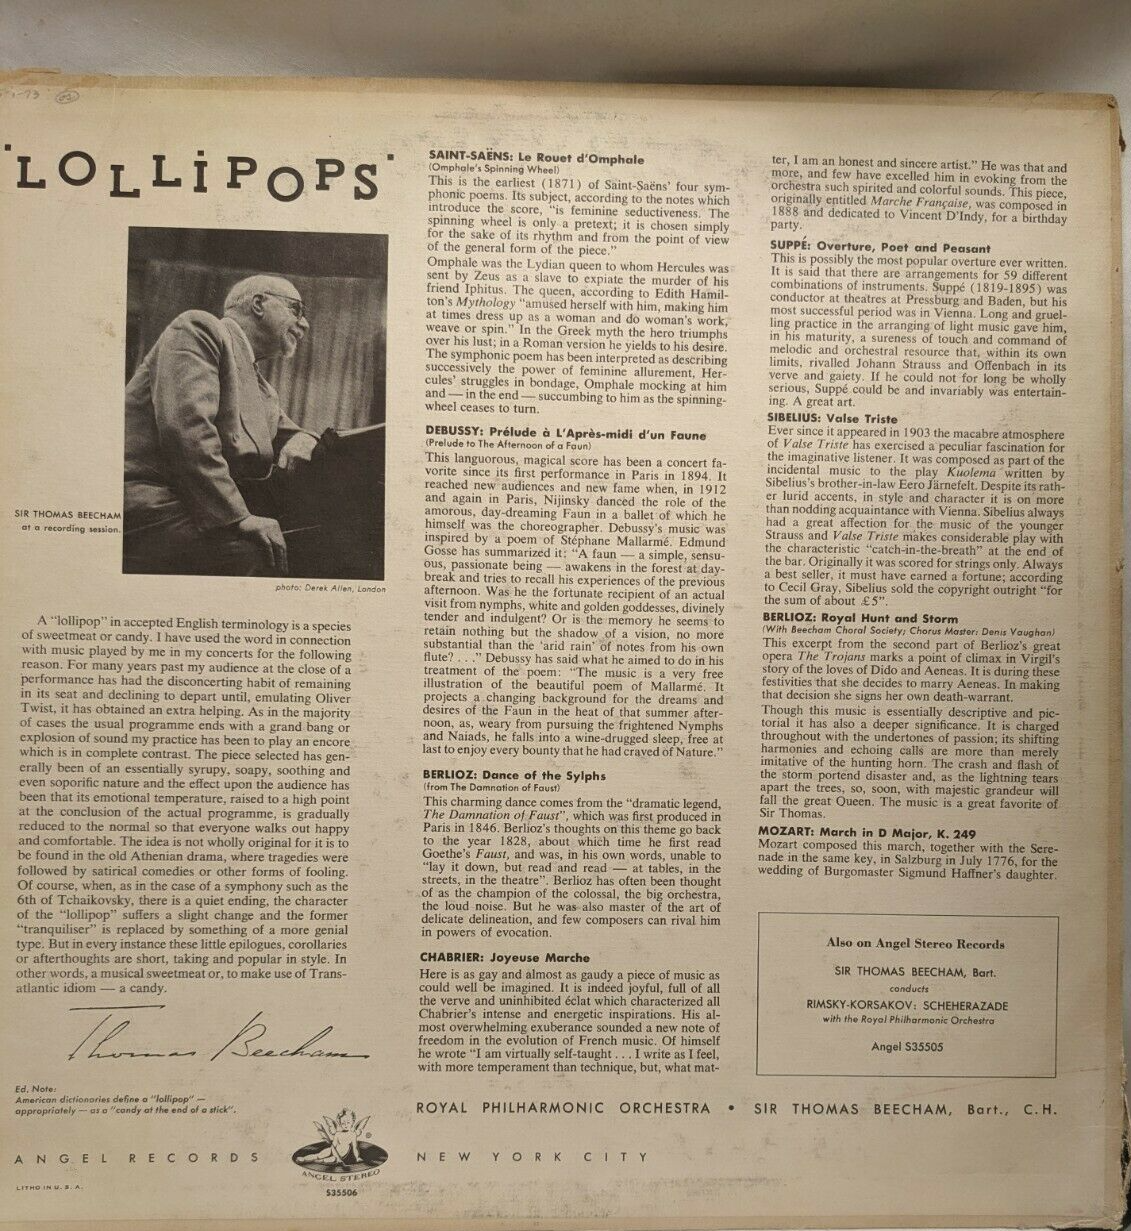 "LOLLiPOPS"
SIR THOMAS BEECHAM
at a recording session.
photo: Derek Allen, London
A "lollipop" in accepted English terminology is a species
of sweetmeat or candy. I have used the word in connection
with music played by me in my concerts for the following
reason. For many years past my audience at the close of a
performance has had the disconcerting habit of remaining
in its seat and declining to depart until, emulating Oliver
Twist, it has obtained an extra helping. As in the majority
of cases the usual programme ends with a grand bang or
explosion of sound my practice has been to play an encore
which is in complete contrast. The piece selected has gen-
erally been of an essentially syrupy, soapy, soothing and
even soporific nature and the effect upon the audience has
been that its emotional temperature, raised to a high point
at the conclusion of the actual programme, is gradually
reduced to the normal so that everyone walks out happy
and comfortable. The idea is not wholly original for it is to
be found in the old Athenian drama, where tragedies were
followed by satirical comedies or other forms of fooling.
Of course, when, as in the case of a symphony such as the
6th of Tchaikovsky, there is a quiet ending, the character
of the "lollipop" suffers a slight change and the former
"tranquiliser" is replaced by something of a more genial
type. But in every instance these little epilogues, corollaries
or afterthoughts are short, taking and popular in style. In
other words, a musical sweetmeat or, to make use of Trans-
atlantic idiom — a candy.
Thomas Beecham
Ed. Note:
American dictionaries define a "lollipop" —
appropriately — as a "candy at the end of a stick".
SAINT-SAËNS: Le Rouet d'Omphale
(Omphale's Spinning Wheel)
This is the earliest (1871) of Saint-Saëns' four sym-
phonic poems. Its subject, according to the notes which
introduce the score, "is feminine seductiveness. The
spinning wheel is only a pretext; it is chosen simply
for the sake of its rhythm and from the point of view
of the general form of the piece."
Omphale was the Lydian queen to whom Hercules was
sent by Zeus as a slave to expiate the murder of his
friend Iphitus. The queen, according to Edith Hamil-
ton's Mythology "amused herself with him, making him
at times dress up as a woman and do woman's work,
weave or spin." In the Greek myth the hero triumphs
over his lust; in a Roman version he yields to his desire.
The symphonic poem has been interpreted as describing
successively the power of feminine allurement, Her-
cules' struggles in bondage, Omphale mocking at him
and — in the end — succumbing to him as the spinning-
wheel ceases to turn.
DEBUSSY: Prélude à L'Après-midi d'un Faune
(Prelude to The Afternoon of a Faun)
This languorous, magical score has been a concert fa-
vorite since its first performance in Paris in 1894. It
reached new audiences and new fame when, in 1912
and again in Paris, Nijinsky danced the role of the
amorous, day-dreaming Faun in a ballet of which he
himself was the choreographer. Debussy's music was
inspired by a poem of Stéphane Mallarmé. Edmund
Gosse has summarized it: "A faun — a simple, sensu-
ous, passionate being — awakens in the forest at day-
break and tries to recall his experiences of the previous
afternoon. Was he the fortunate recipient of an actual
visit from nymphs, white and golden goddesses, divinely
tender and indulgent? Or is the memory he seems to
retain nothing but the shadow of a vision, no more
substantial than the 'arid rain' of notes from his own
flute? . . ." Debussy has said what he aimed to do in his
treatment of the poem: "The music is a very free
illustration of the beautiful poem of Mallarmé. It
projects a changing background for the dreams and
desires of the Faun in the heat of that summer after-
noon, as, weary from pursuing the frightened Nymphs
and Naiads, he falls into a wine-drugged sleep, free at
last to enjoy every bounty that he had craved of Nature."
BERLIOZ: Dance of the Sylphs
(from The Damnation of Faust)
This charming dance comes from the "dramatic legend,
The Damnation of Faust", which was first produced in
Paris in 1846. Berlioz's thoughts on this theme go back
to the year 1828, about which time he first read
Goethe's Faust, and was, in his own words, unable to
"lay it down, but read and read — at tables, in the
streets, in the theatre". Berlioz has often been thought
of as the champion of the colossal, the big orchestra,
the loud noise. But he was also master of the art of
delicate delineation, and few composers can rival him
in powers of evocation.
CHABRIER: Joyeuse Marche
Here is as gay and almost as gaudy a piece of music as
could well be imagined. It is indeed joyful, full of all
the verve and uninhibited éclat which characterized all
Chabrier's intense and energetic inspirations. His al-
most overwhelming exuberance sounded a new note of
freedom in the evolution of French music. Of himself
he wrote "I am virtually self-taught . . . I write as I feel,
with more temperament than technique, but, what mat-
ter, I am an honest and sincere artist." He was that and
more, and few have excelled him in evoking from the
orchestra such spirited and colorful sounds. This piece,
originally entitled Marche Française, was composed in
1888 and dedicated to Vincent D'Indy, for a birthday
party.
SUPPÉ: Overture, Poet and Peasant
This is possibly the most popular overture ever written.
It is said that there are arrangements for 59 different
combinations of instruments. Suppé (1819-1895) was
conductor at theatres at Pressburg and Baden, but his
most successful period was in Vienna. Long and gruel-
ling practice in the arranging of light music gave him,
in his maturity, a sureness of touch and command of
melodic and orchestral resource that, within its own
limits, rivalled Johann Strauss and Offenbach in its
verve and gaiety. If he could not for long be wholly
serious, Suppé could be and invariably was entertain-
ing. A great art.
SIBELIUS: Valse Triste
Ever since it appeared in 1903 the macabre atmosphere
of Valse Triste has exercised a peculiar fascination for
the imaginative listener. It was composed as part of the
incidental music to the play Kuolema written by
Sibelius's brother-in-law Eero Järnefelt. Despite its rath-
er lurid accents, in style and character it is on more
than nodding acquaintance with Vienna. Sibelius always
had a great affection for the music of the younger
Strauss and Valse Triste makes considerable play with
the characteristic "catch-in-the-breath" at the end of
the bar. Originally it was scored for strings only. Always
a best seller, it must have earned a fortune; according
to Cecil Gray, Sibelius sold the copyright outright "for
the sum of about £5".
BERLIOZ: Royal Hunt and Storm
(With Beecham Choral Society; Chorus Master: Denis Vaughan)
This excerpt from the second part of Berlioz's great
opera The Trojans marks a point of climax in Virgil's
story of the loves of Dido and Aeneas. It is during these
festivities that she decides to marry Aeneas. In making
that decision she signs her own death-warrant.
Though this music is essentially descriptive and pic-
torial it has also a deeper significance. It is charged
throughout with the undertones of passion; its shifting
harmonies and echoing calls are more than merely
imitative of the hunting horn. The crash and flash of
the storm portend disaster and, as the lightning tears
apart the trees, so, soon, with majestic grandeur will
fall the great Queen. The music is a great favorite of
Sir Thomas.
MOZART: March in D Major, K. 249
Mozart composed this march, together with the Sere-
nade in the same key, in Salzburg in July 1776, for the
wedding of Burgomaster Sigmund Haffner's daughter.
Also on Angel Stereo Records
SIR THOMAS BEECHAM, Bart.
conducts
RIMSKY-KORSAKOV: SCHEHERAZADE
with the Royal Philharmonic Orchestra
Angel S35505
ROYAL PHILHARMONIC ORCHESTRA • SIR THOMAS BEECHAM, Bart., C.H.
ANGEL RECORDS
ANGEL STEREO
®
S35506
NEW YORK CITY
LITHO IN U.S.A.